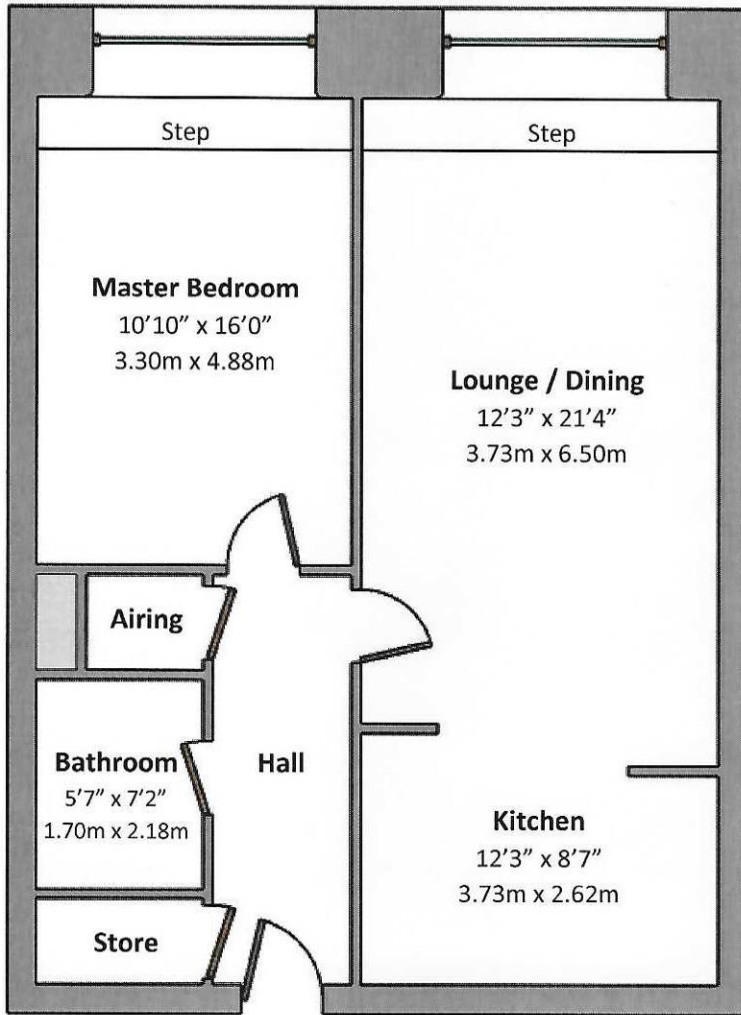 Step
Step
Master Bedroom
10’10” x 16’0”
3.30m x 4.88m
Lounge / Dining
12’3” x 21’4”
3.73m x 6.50m
Airing
Bathroom
5’7” x 7’2”
1.70m x 2.18m
Hall
Kitchen
12’3” x 8’7”
3.73m x 2.62m
Store